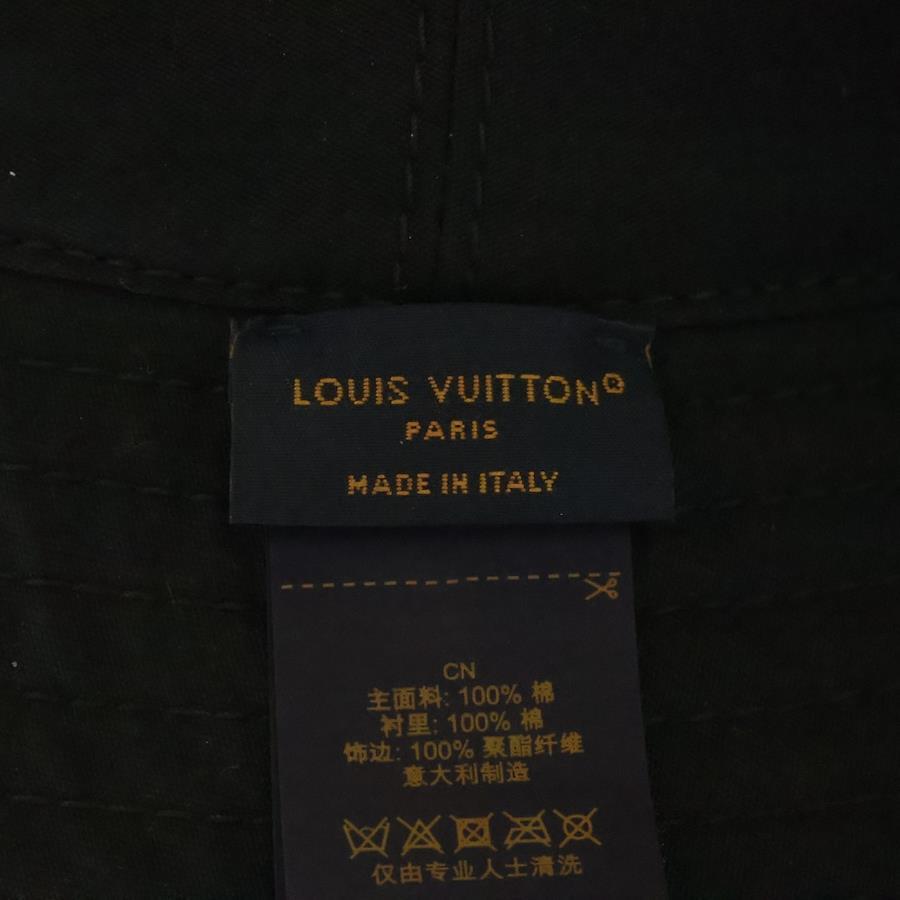 LOUIS VUITTON®
PARIS
MADE IN ITALY
CN
主面料: 100% 棉
衬里: 100% 棉
饰边: 100% 聚酯纤维
意大利制造
仅由专业人士清洗